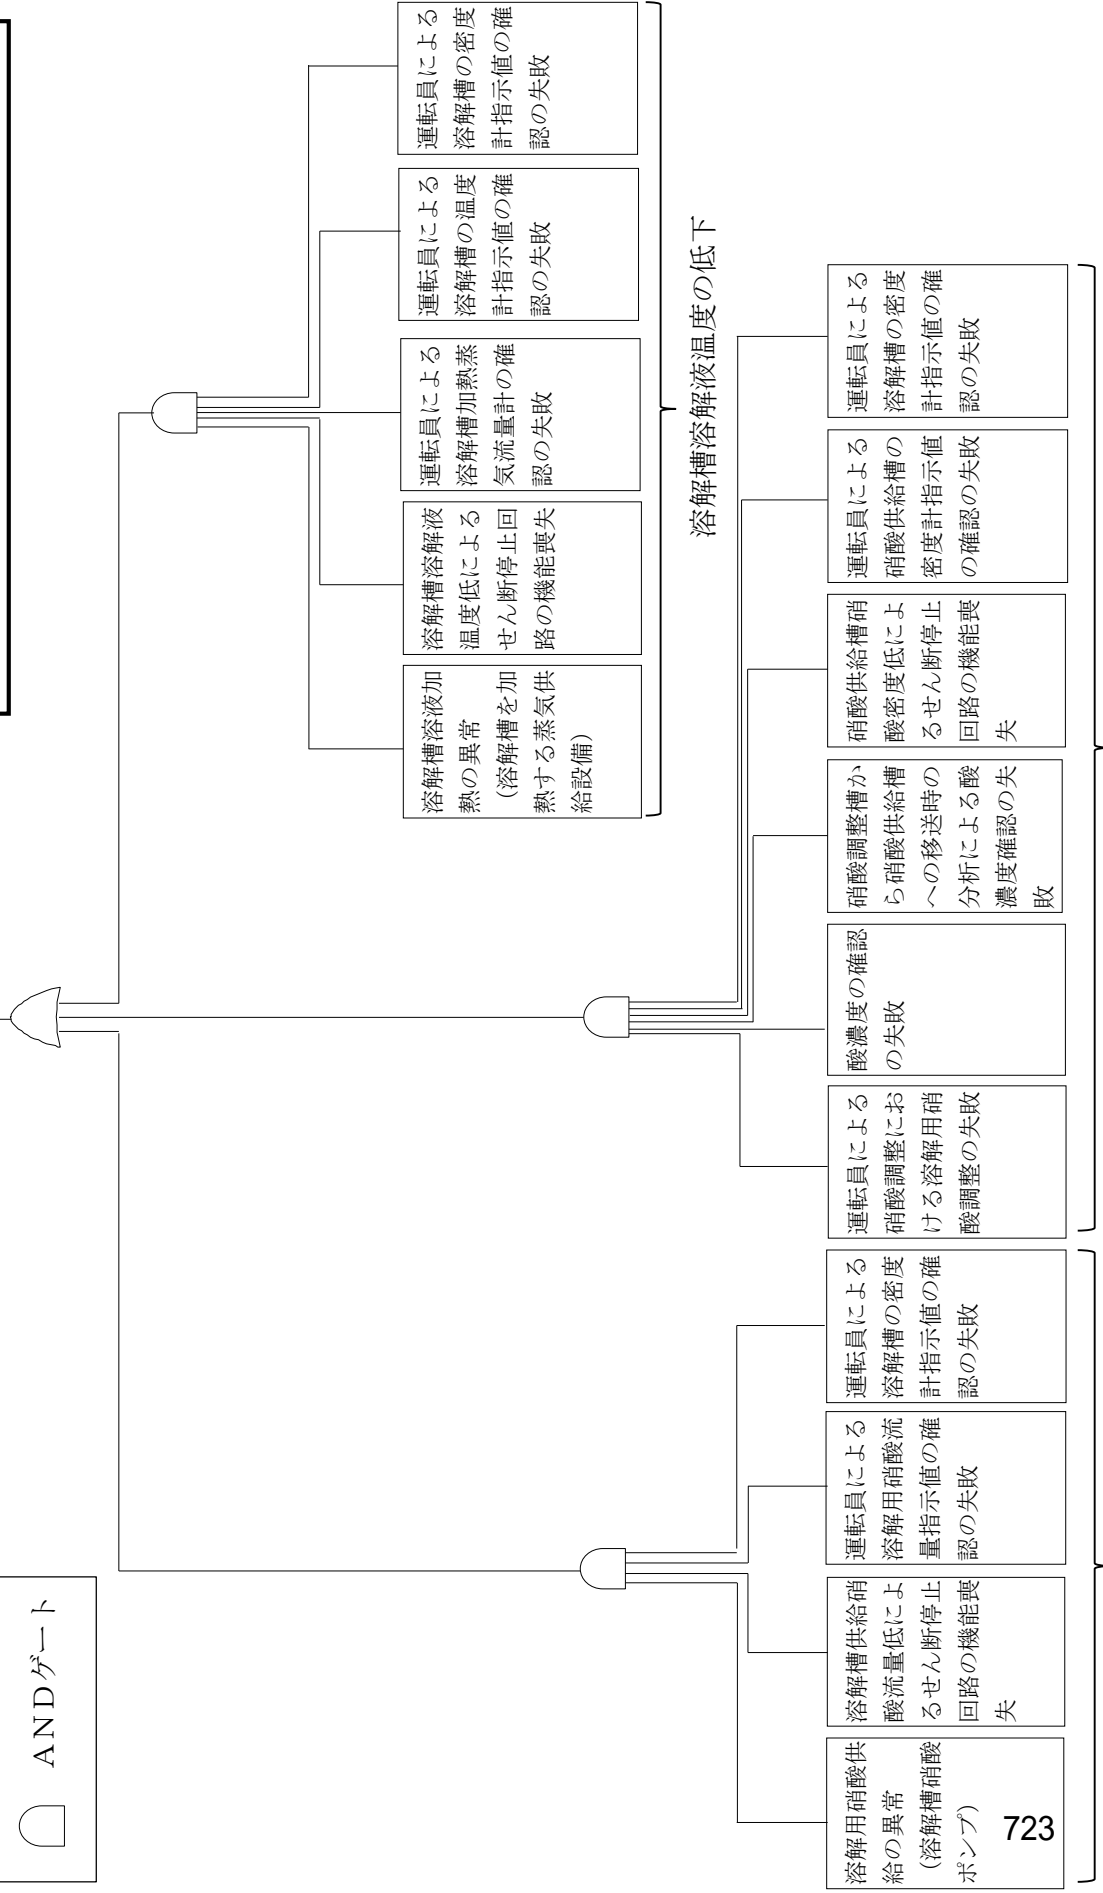 ANDゲート
溶解槽溶液加
熱の異常
（溶解槽を加
熱する蒸気供
給設備）
溶解槽溶解液
温度低による
せん断停止回
路の機能喪失
運転員による
溶解槽加熱蒸
気流量計の確
認の失敗
運転員による
溶解槽の温度
計指示値の確
認の失敗
運転員による
溶解槽の密度
計指示値の確
認の失敗
溶解槽溶解液温度の低下
溶解用硝酸供
給の異常
（溶解槽硝酸
ポンプ）
溶解槽供給硝
酸流量低によ
るせん断停止
回路の機能喪
失
運転員による
溶解用硝酸流
量指示値の確
認の失敗
運転員による
溶解槽の密度
計指示値の確
認の失敗
運転員による
硝酸調整にお
ける溶解用硝
酸調整の失敗
酸濃度の確認
の失敗
硝酸調整槽か
ら硝酸供給槽
への移送時の
分析による酸
濃度確認の失
敗
硝酸供給槽硝
酸密度低によ
るせん断停止
回路の機能喪
失
運転員による
硝酸供給槽の
密度計指示値
の確認の失敗
運転員による
溶解槽の密度
計指示値の確
認の失敗
723